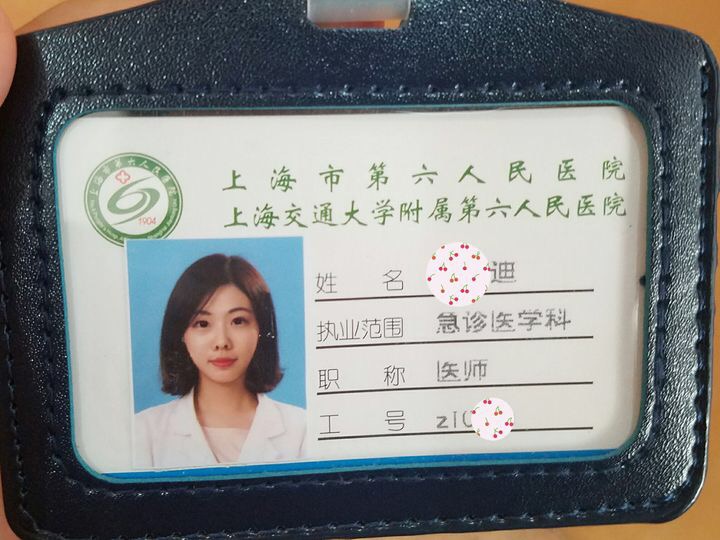 上海市第六人民医院
1904
上海市第六人民医院
上海交通大学附属第六人民医院
姓 名 迪
执业范围 急诊医学科
职 称 医师
工 号 z10